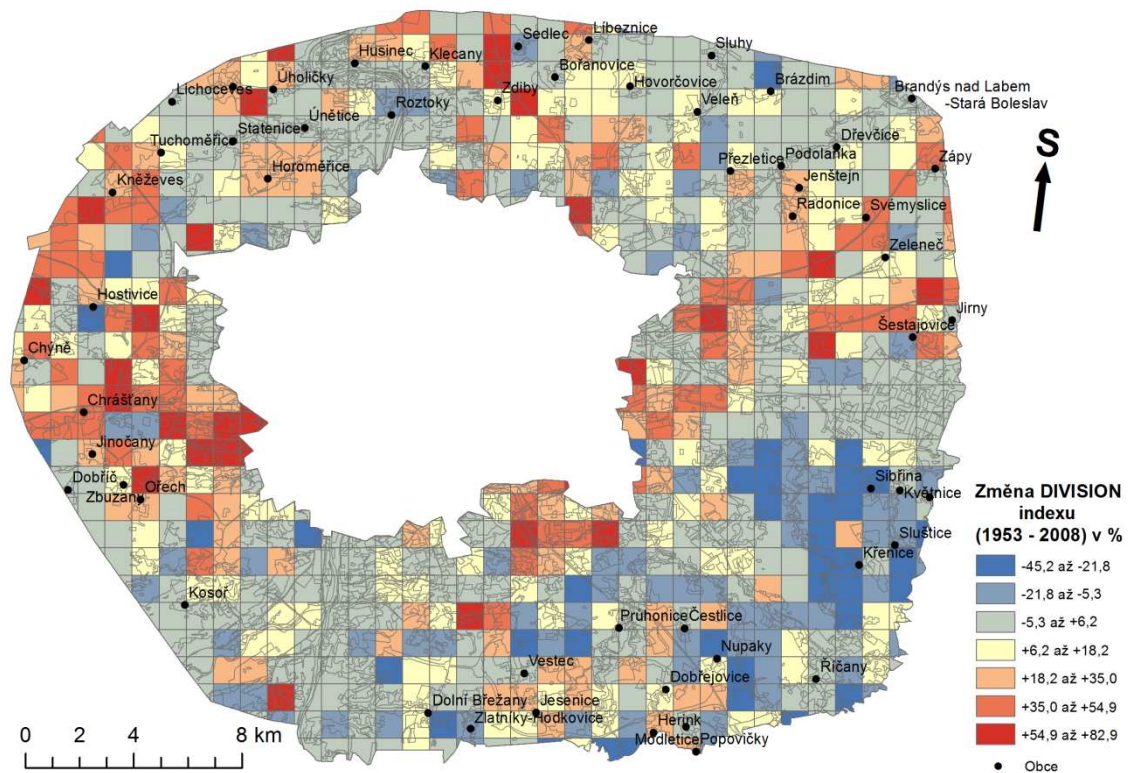 Sedlec
Líbeznice
Sluhy
Husinec
Klecany
Bořanovice
Hovorčovice
Brázdim
Brandýs nad Labem
-Stará Boleslav
Lichoceves
Úholičky
Zdiby
Roztoky
Veleň
Únětice
Statenice
Tuchoměřice
Dřevčice
Přezletice
Podolanka
Zápy
Horoměřice
Kněževes
Jenštejn
Radonice
Svémyslice
Zeleneč
Hostivice
Jirny
Šestajovice
Chýně
Chrášťany
Jinočany
Dobříč
Zbuzany
Ořech
Sibřina
Květnice
Sluštice
Křenice
Kosoř
Průhonice
Čestlice
Nupaky
Vestec
Dobřejovice
Říčany
Dolní Břežany
Jesenice
Zlatníky-Hodkovice
Herink
Modletice
Popovičky
S
0 2 4 8 km
Změna DIVISION
indexu
(1953 - 2008) v %
-45,2 až -21,8
-21,8 až -5,3
-5,3 až +6,2
+6,2 až +18,2
+18,2 až +35,0
+35,0 až +54,9
+54,9 až +82,9
Obce